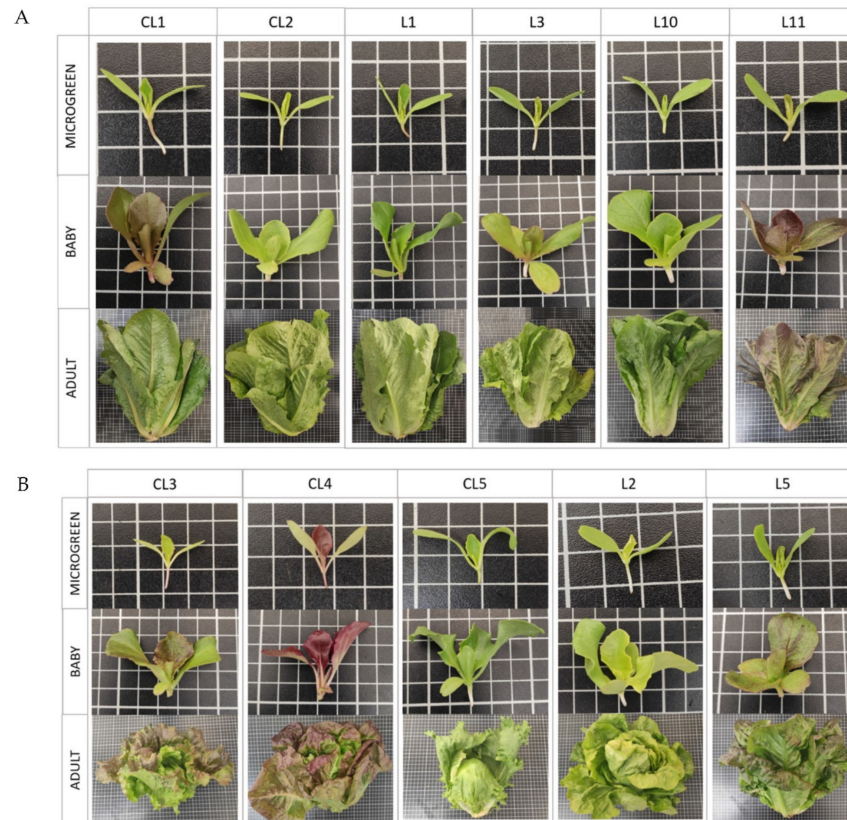 A
CL1 CL2 L1 L3 L10 L11
MICROGREEN
BABY
ADULT
B
CL3 CL4 CL5 L2 L5
MICROGREEN
BABY
ADULT